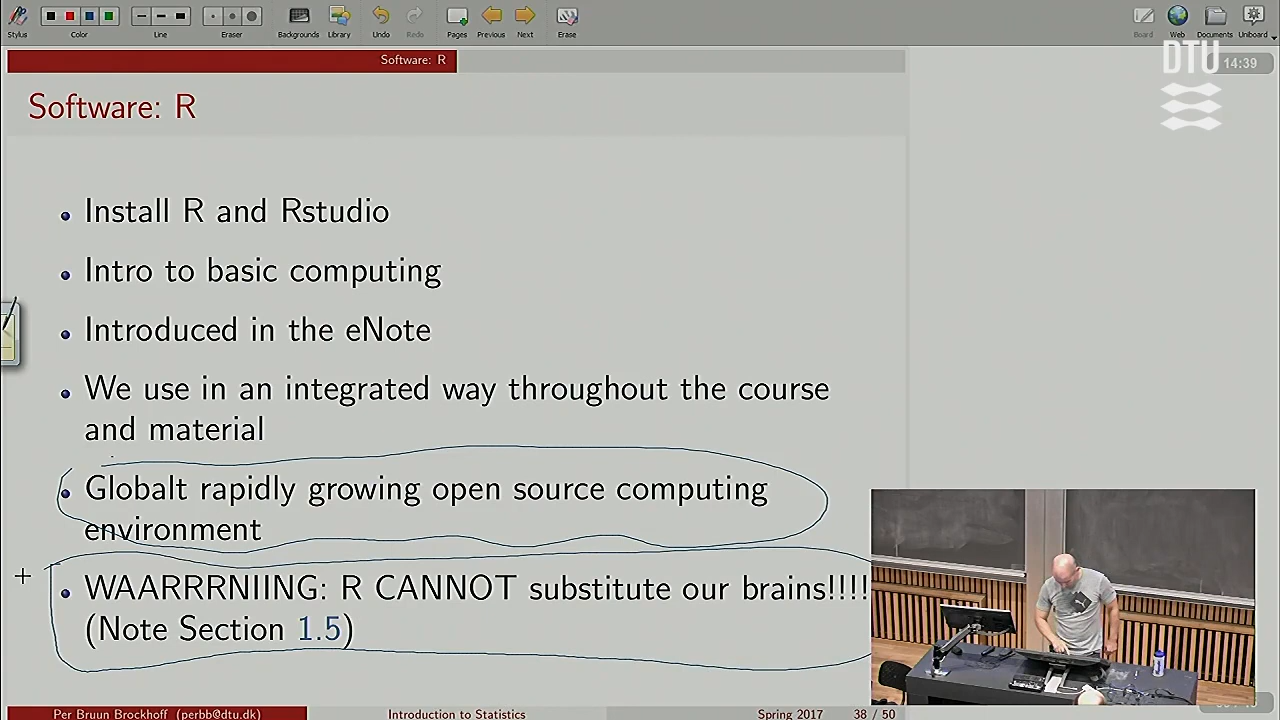 Stylus Color Line Eraser Backgrounds Library Undo Redo Pages Previous Next Erase Board Web Documents Uniboard
Software: R
DTU 14:39
Software: R
Install R and Rstudio
Intro to basic computing
Introduced in the eNote
We use in an integrated way throughout the course
and material
Globalt rapidly growing open source computing
environment
WAARRRNIING: R CANNOT substitute our brains!!!!
(Note Section 1.5)
Per Bruun Brockhoff (perbb@dtu.dk) Introduction to Statistics Spring 2017 38 / 50